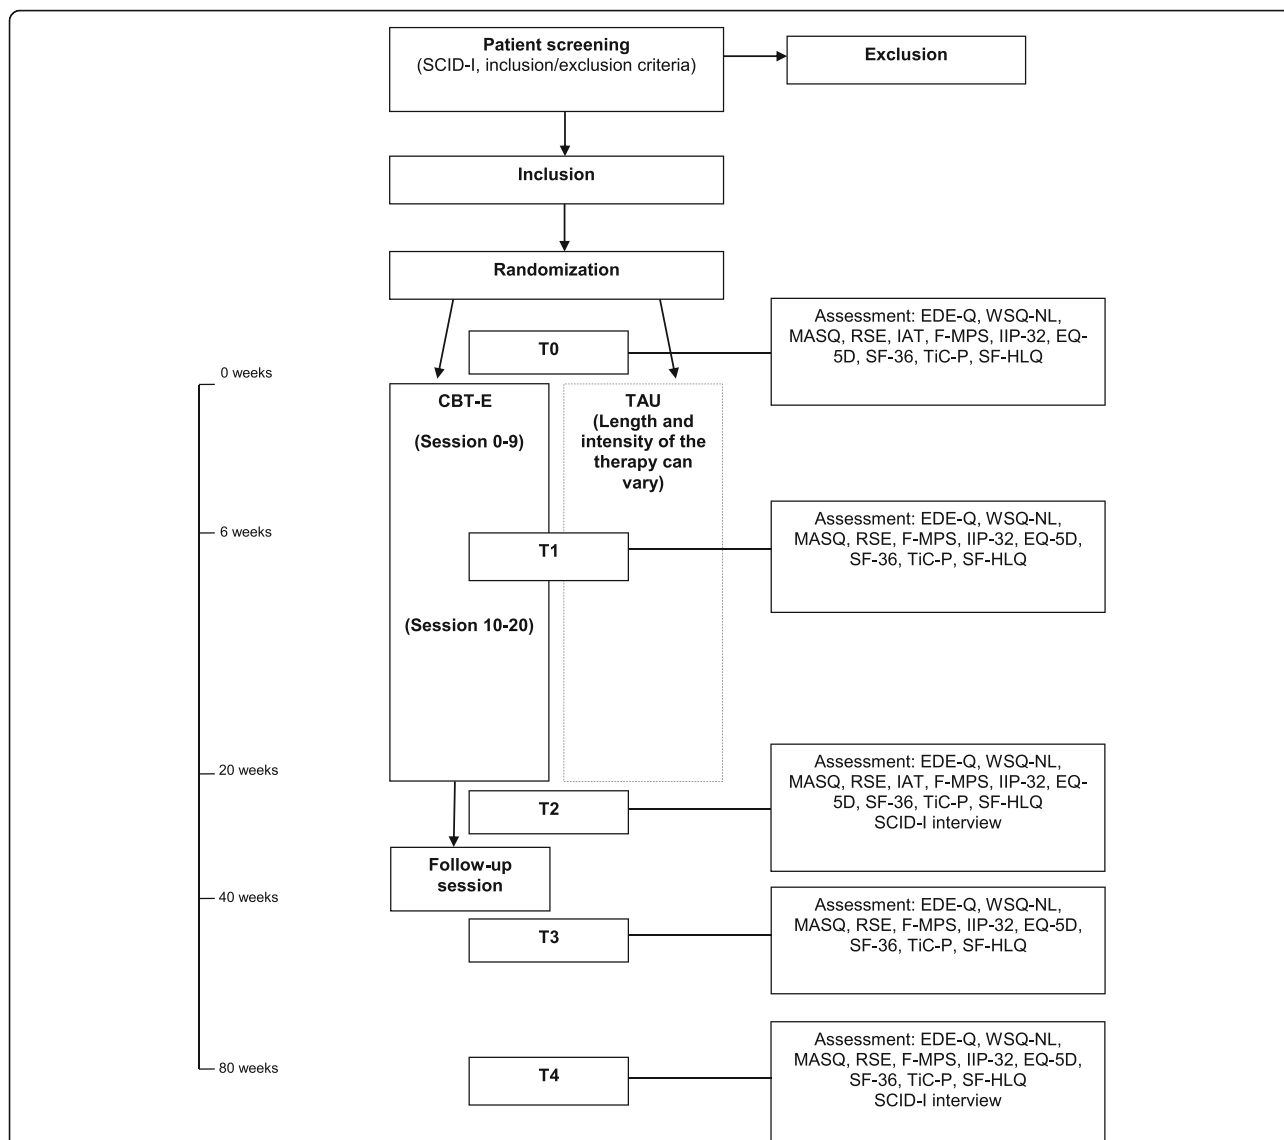 Patient screening
(SCID-I, inclusion/exclusion criteria)
Exclusion
Inclusion
Randomization
T0
Assessment: EDE-Q, WSQ-NL,
MASQ, RSE, IAT, F-MPS, IIP-32, EQ-
5D, SF-36, TiC-P, SF-HLQ
0 weeks
CBT-E
(Session 0-9)
TAU
(Length and
intensity of the
therapy can
vary)
6 weeks
T1
Assessment: EDE-Q, WSQ-NL,
MASQ, RSE, F-MPS, IIP-32, EQ-5D,
SF-36, TiC-P, SF-HLQ
(Session 10-20)
20 weeks
T2
Assessment: EDE-Q, WSQ-NL,
MASQ, RSE, IAT, F-MPS, IIP-32, EQ-
5D, SF-36, TiC-P, SF-HLQ
SCID-I interview
Follow-up
session
40 weeks
T3
Assessment: EDE-Q, WSQ-NL,
MASQ, RSE, F-MPS, IIP-32, EQ-5D,
SF-36, TiC-P, SF-HLQ
80 weeks
T4
Assessment: EDE-Q, WSQ-NL,
MASQ, RSE, F-MPS, IIP-32, EQ-5D,
SF-36, TiC-P, SF-HLQ
SCID-I interview